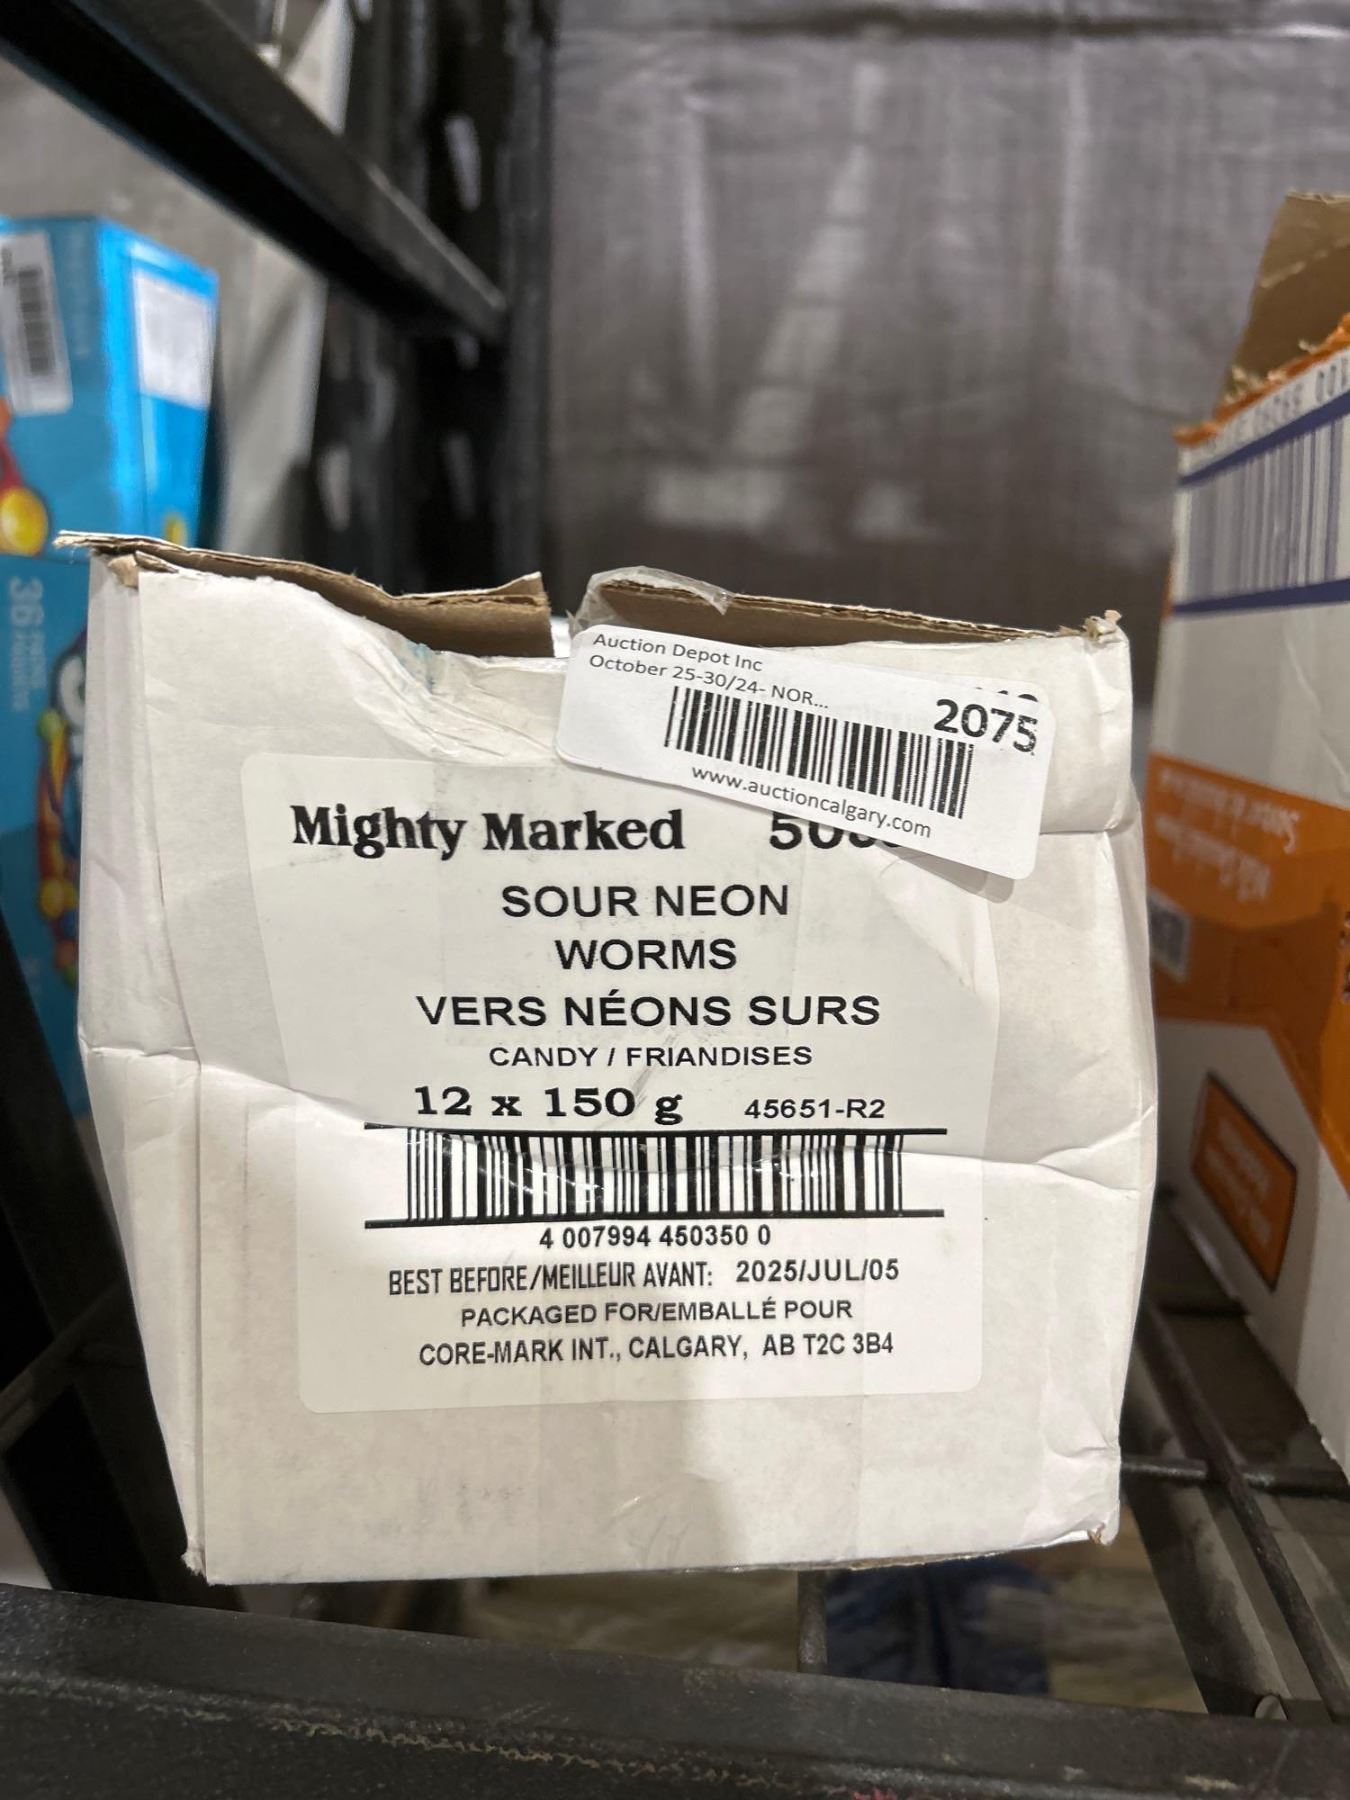 Auction Depot Inc
October 25-30/24- NOR...
2075
www.auctioncalgary.com
Mighty Marked
SOUR NEON
WORMS
VERS NÉONS SURS
CANDY / FRIANDISES
12 x 150 g 45651-R2
4 007994 450350 0
BEST BEFORE/MEILLEUR AVANT: 2025/JUL/05
PACKAGED FOR/EMBALLÉ POUR
CORE-MARK INT., CALGARY, AB T2C 3B4
36